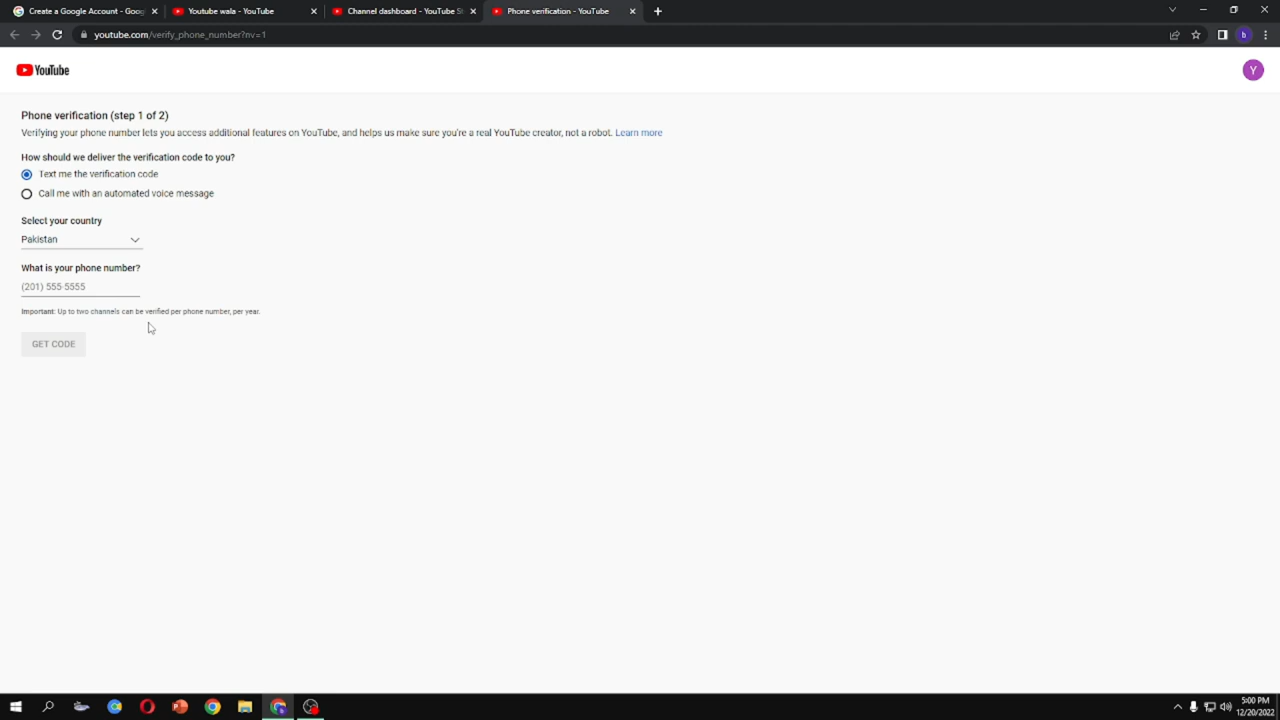 Create a Google Account - Goog
Youtube wala - YouTube
Channel dashboard - YouTube S
Phone verification - YouTube
youtube.com/verify_phone_number?nv=1
b
YouTube
Y
Phone verification (step 1 of 2)
Verifying your phone number lets you access additional features on YouTube, and helps us make sure you're a real YouTube creator, not a robot. Learn more
How should we deliver the verification code to you?
Text me the verification code
Call me with an automated voice message
Select your country
Pakistan
What is your phone number?
(201) 555-5555
Important: Up to two channels can be verified per phone number, per year.
GET CODE
5:00 PM
12/20/2022